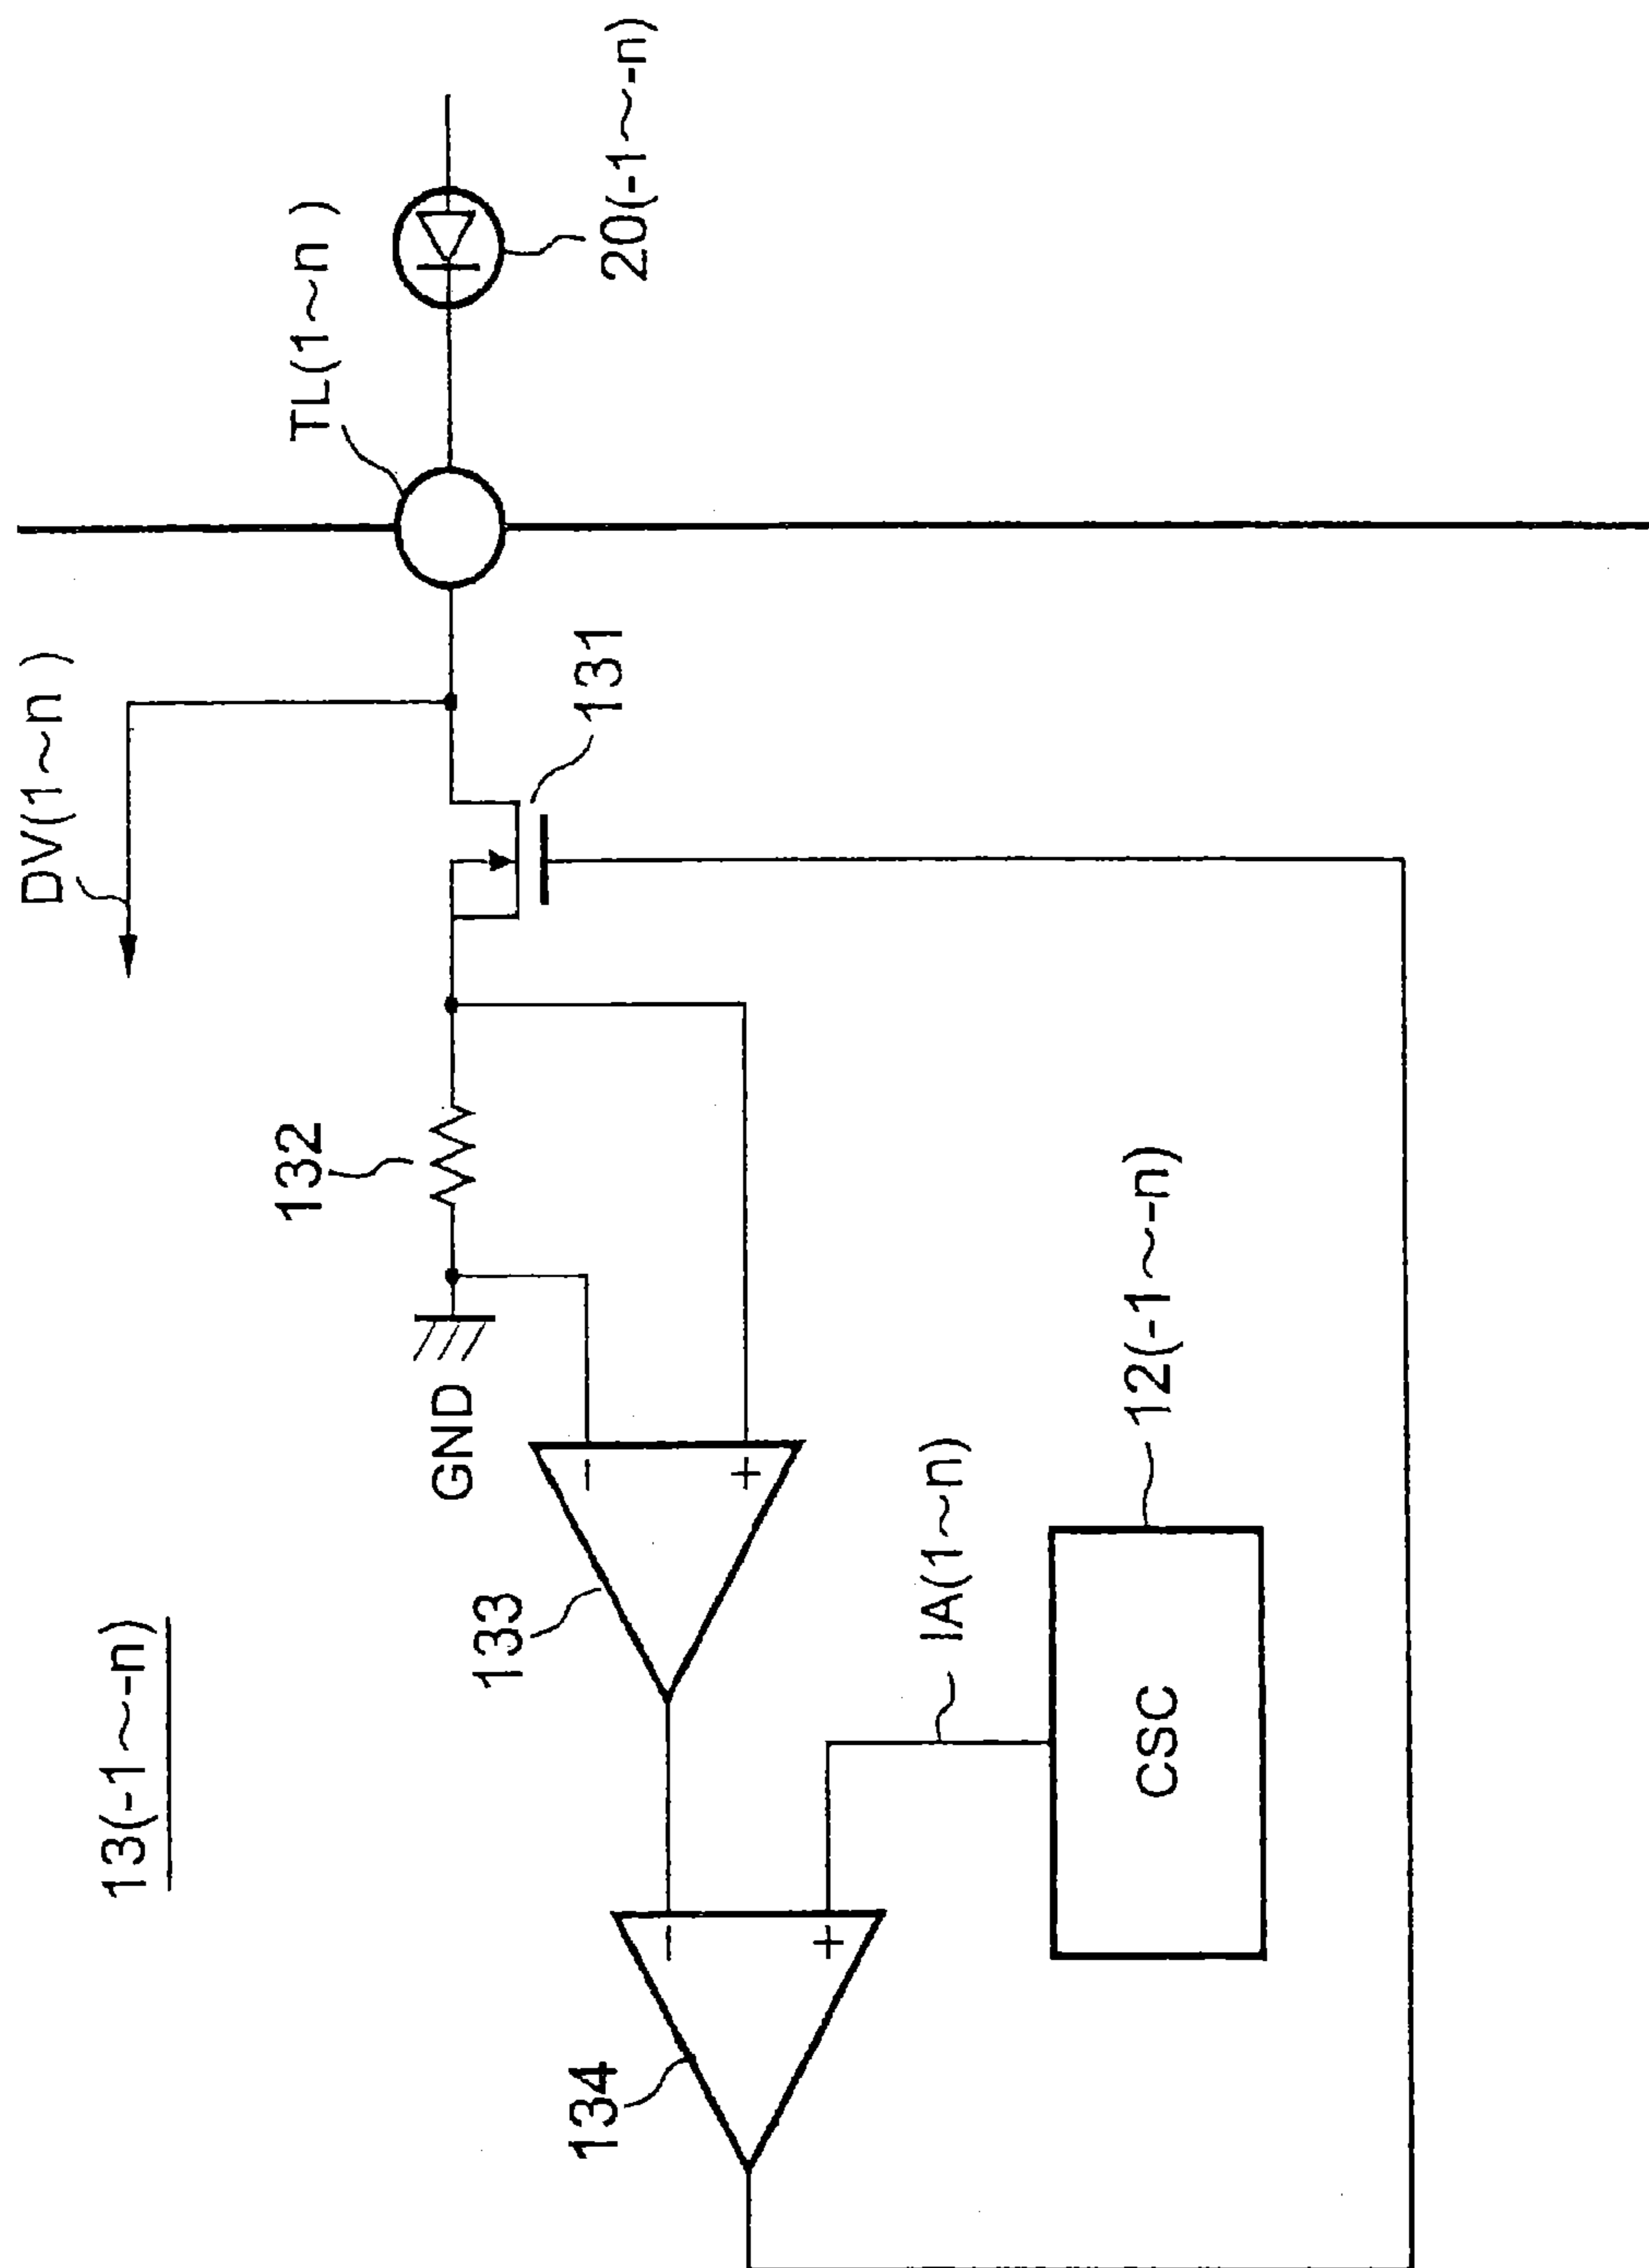 13(-1～-n)
DV(1～n)
TL(1～n)
20(-1～-n)
131
132
GND
133
-
+
134
-
+
IA(1～n)
CSC
12(-1～-n)